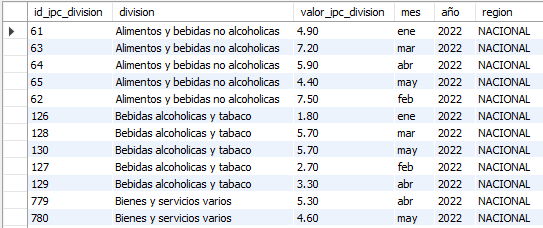 id_ipc_division division valor_ipc_division mes año region
61 Alimentos y bebidas no alcoholicas 4.90 ene 2022 NACIONAL
63 Alimentos y bebidas no alcoholicas 7.20 mar 2022 NACIONAL
64 Alimentos y bebidas no alcoholicas 5.90 abr 2022 NACIONAL
65 Alimentos y bebidas no alcoholicas 4.40 may 2022 NACIONAL
62 Alimentos y bebidas no alcoholicas 7.50 feb 2022 NACIONAL
126 Bebidas alcoholicas y tabaco 1.80 ene 2022 NACIONAL
128 Bebidas alcoholicas y tabaco 5.70 mar 2022 NACIONAL
130 Bebidas alcoholicas y tabaco 5.70 may 2022 NACIONAL
127 Bebidas alcoholicas y tabaco 2.70 feb 2022 NACIONAL
129 Bebidas alcoholicas y tabaco 3.30 abr 2022 NACIONAL
779 Bienes y servicios varios 5.30 abr 2022 NACIONAL
780 Bienes y servicios varios 4.60 may 2022 NACIONAL